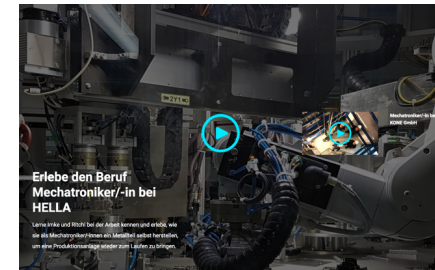 Mechatroniker/-in bei
KONE GmbH
Erlebe den Beruf
Mechatroniker/-in bei
HELLA
Lerne Imke und Ritchi bei der Arbeit kennen und erlebe, wie
sie als Mechatroniker/-innen ein Metallteil selbst herstellen,
um eine Produktionsanlage wieder zum Laufen zu bringen.